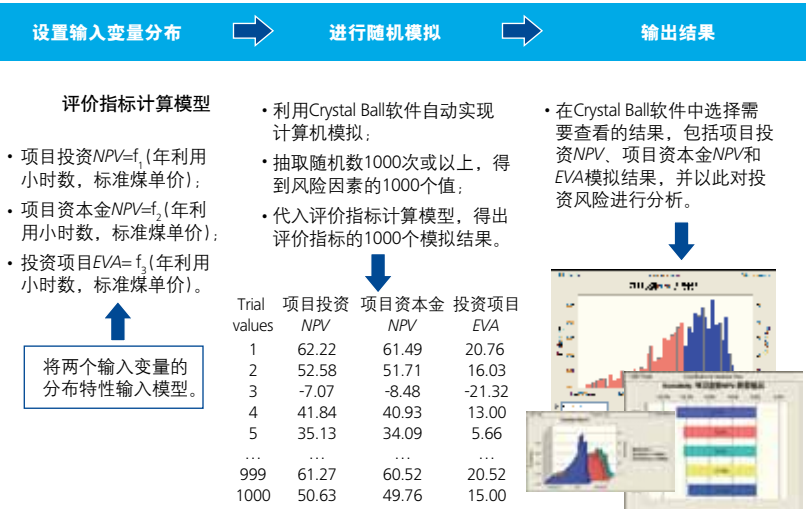 设置输入变量分布
进行随机模拟
输出结果
评价指标计算模型
• 项目投资NPV=f₁(年利用
小时数，标准煤单价)；
• 项目资本金NPV=f₂(年利
用小时数，标准煤单价)；
• 投资项目EVA= f₃(年利用
小时数，标准煤单价)。
将两个输入变量的
分布特性输入模型。
• 利用Crystal Ball软件自动实现
计算机模拟；
• 抽取随机数1000次或以上，得
到风险因素的1000个值；
• 代入评价指标计算模型，得出
评价指标的1000个模拟结果。
Trial 项目投资 项目资本金 投资项目
values NPV NPV EVA
1 62.22 61.49 20.76
2 52.58 51.71 16.03
3 -7.07 -8.48 -21.32
4 41.84 40.93 13.00
5 35.13 34.09 5.66
… … … …
999 61.27 60.52 20.52
1000 50.63 49.76 15.00
• 在Crystal Ball软件中选择需
要查看的结果，包括项目投
资NPV、项目资本金NPV和
EVA模拟结果，并以此对投
资风险进行分析。